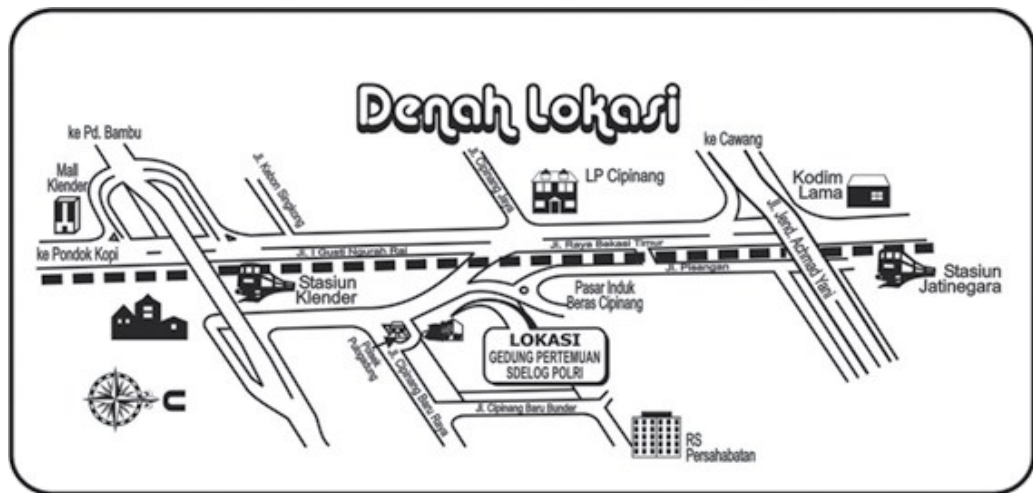 Denah Lokasi
ke Pd. Bambu
ke Cawang
Mall
Klender
Jl. Kebon Singkong
Jl. Cipinang Jaya
LP Cipinang
Kodim
Lama
ke Pondok Kopi
Jl. I Gusti Ngurah Rai
Jl. Raya Bekasi Timur
Jl. Jend. Achmad Yani
Jl. Pisangan
Stasiun
Klender
Stasiun
Jatinegara
Pasar Induk
Beras Cipinang
LOKASI
GEDUNG PERTEMUAN
SDELOG POLRI
Polsek
Pulogadung
Jl. Cipinang Baru Raya
Jl. Cipinang Baru Bunder
RS
Persahabatan
U